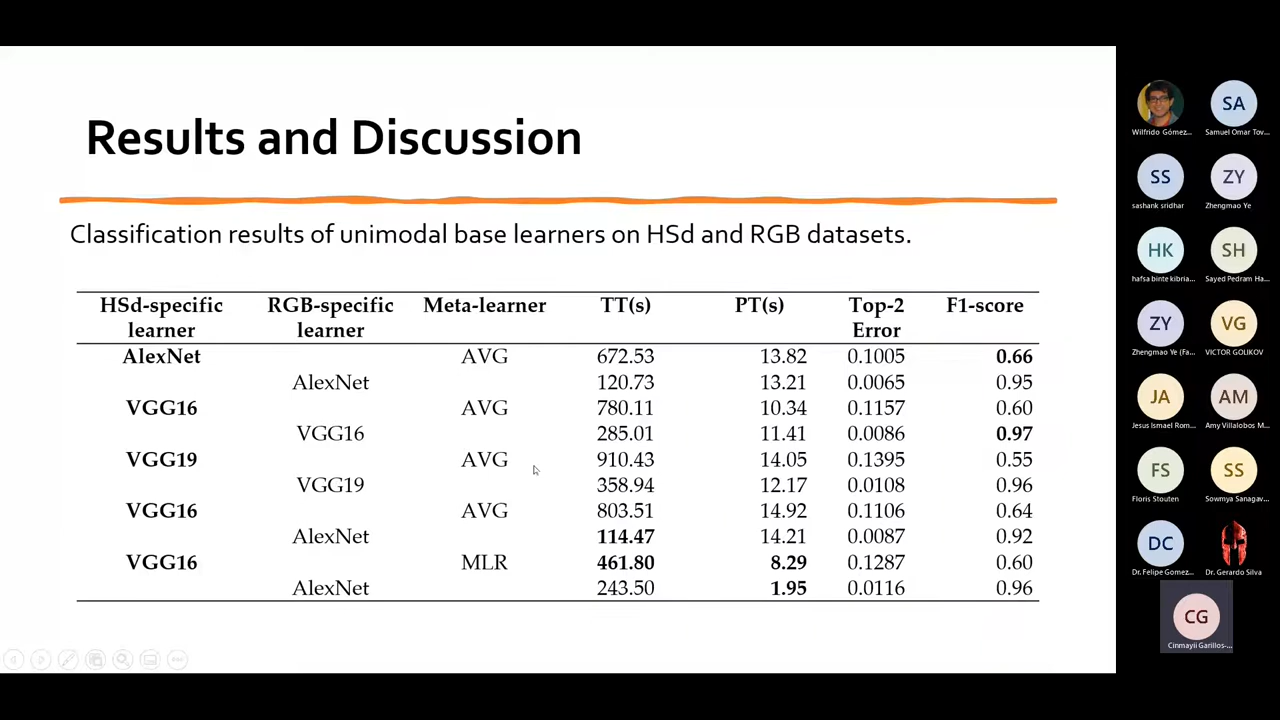 Results and Discussion
Classification results of unimodal base learners on HSd and RGB datasets.
HSd-specific learner RGB-specific learner Meta-learner TT(s) PT(s) Top-2 Error F1-score
AlexNet AVG 672.53 13.82 0.1005 0.66
AlexNet 120.73 13.21 0.0065 0.95
VGG16 AVG 780.11 10.34 0.1157 0.60
VGG16 285.01 11.41 0.0086 0.97
VGG19 AVG 910.43 14.05 0.1395 0.55
VGG19 358.94 12.17 0.0108 0.96
VGG16 AVG 803.51 14.92 0.1106 0.64
AlexNet 114.47 14.21 0.0087 0.92
VGG16 MLR 461.80 8.29 0.1287 0.60
AlexNet 243.50 1.95 0.0116 0.96
SA
Wilfrido Gómez... Samuel Omar Tov...
SS ZY
sashank sridhar Zhengmao Ye
HK SH
hafsa binte kibria... Sayed Pedram Ha...
ZY VG
Zhengmao Ye (Fa... VICTOR GOLIKOV
JA AM
Jesus Ismael Rom... Amy Villalobos M...
FS SS
Floris Stouten Sowmya Sanagav...
DC
Dr. Felipe Gomez... Dr. Gerardo Silva
CG
Cinmayii Garillos-...